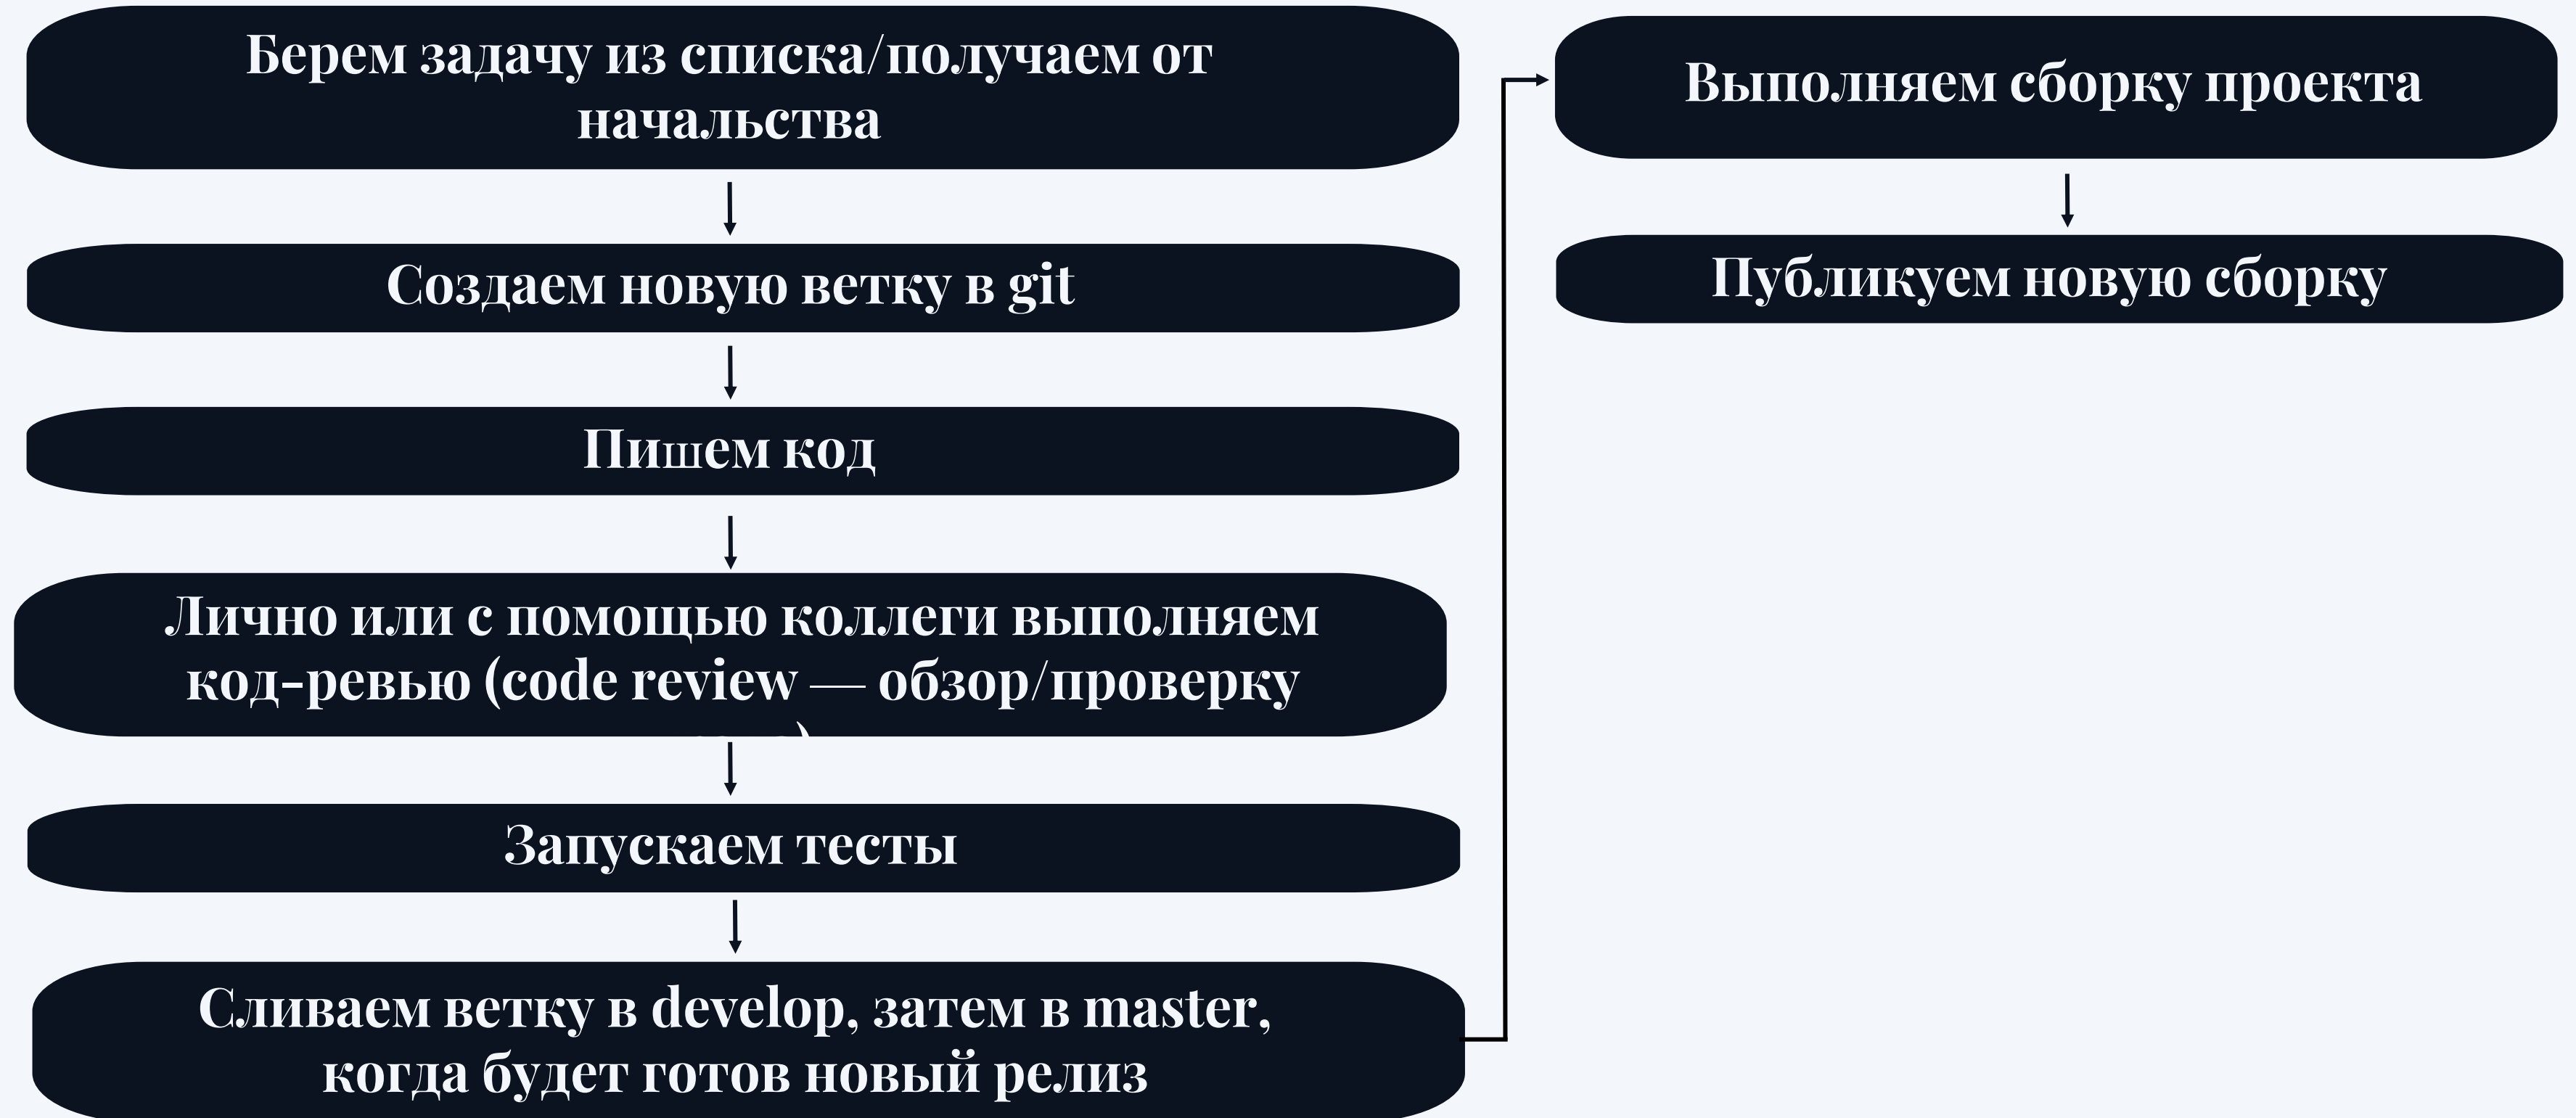 Берем задачу из списка/получаем от
начальства
Создаем новую ветку в git
Пишем код
Лично или с помощью коллеги выполняем
код-ревью (code review — обзор/проверку
Запускаем тесты
Сливаем ветку в develop, затем в master,
когда будет готов новый релиз
Выполняем сборку проекта
Публикуем новую сборку